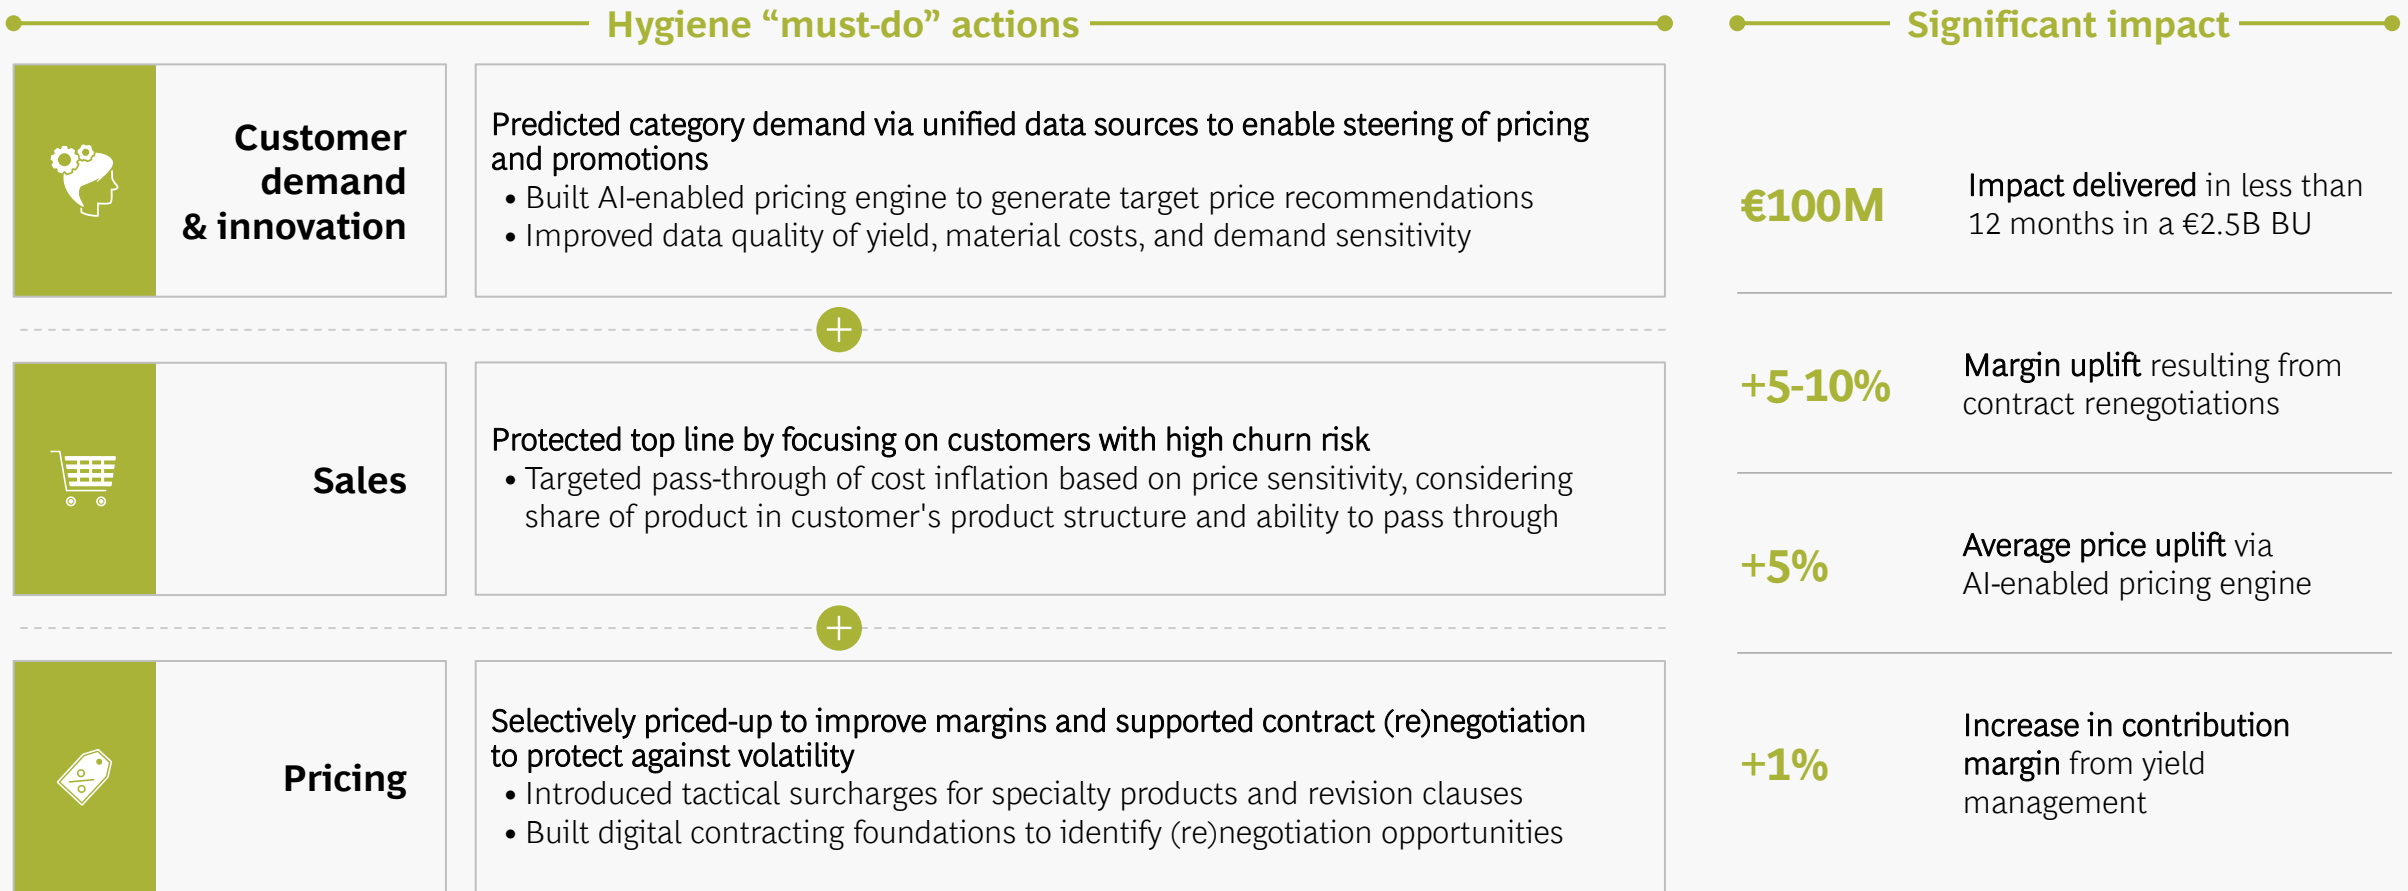 Hygiene “must-do” actions
Significant impact
Customer
demand
& innovation
Predicted category demand via unified data sources to enable steering of pricing
and promotions
• Built AI-enabled pricing engine to generate target price recommendations
• Improved data quality of yield, material costs, and demand sensitivity
Sales
Protected top line by focusing on customers with high churn risk
• Targeted pass-through of cost inflation based on price sensitivity, considering
share of product in customer's product structure and ability to pass through
Pricing
Selectively priced-up to improve margins and supported contract (re)negotiation
to protect against volatility
• Introduced tactical surcharges for specialty products and revision clauses
• Built digital contracting foundations to identify (re)negotiation opportunities
€100M
Impact delivered in less than
12 months in a €2.5B BU
+5-10%
Margin uplift resulting from
contract renegotiations
+5%
Average price uplift via
AI-enabled pricing engine
+1%
Increase in contribution
margin from yield
management